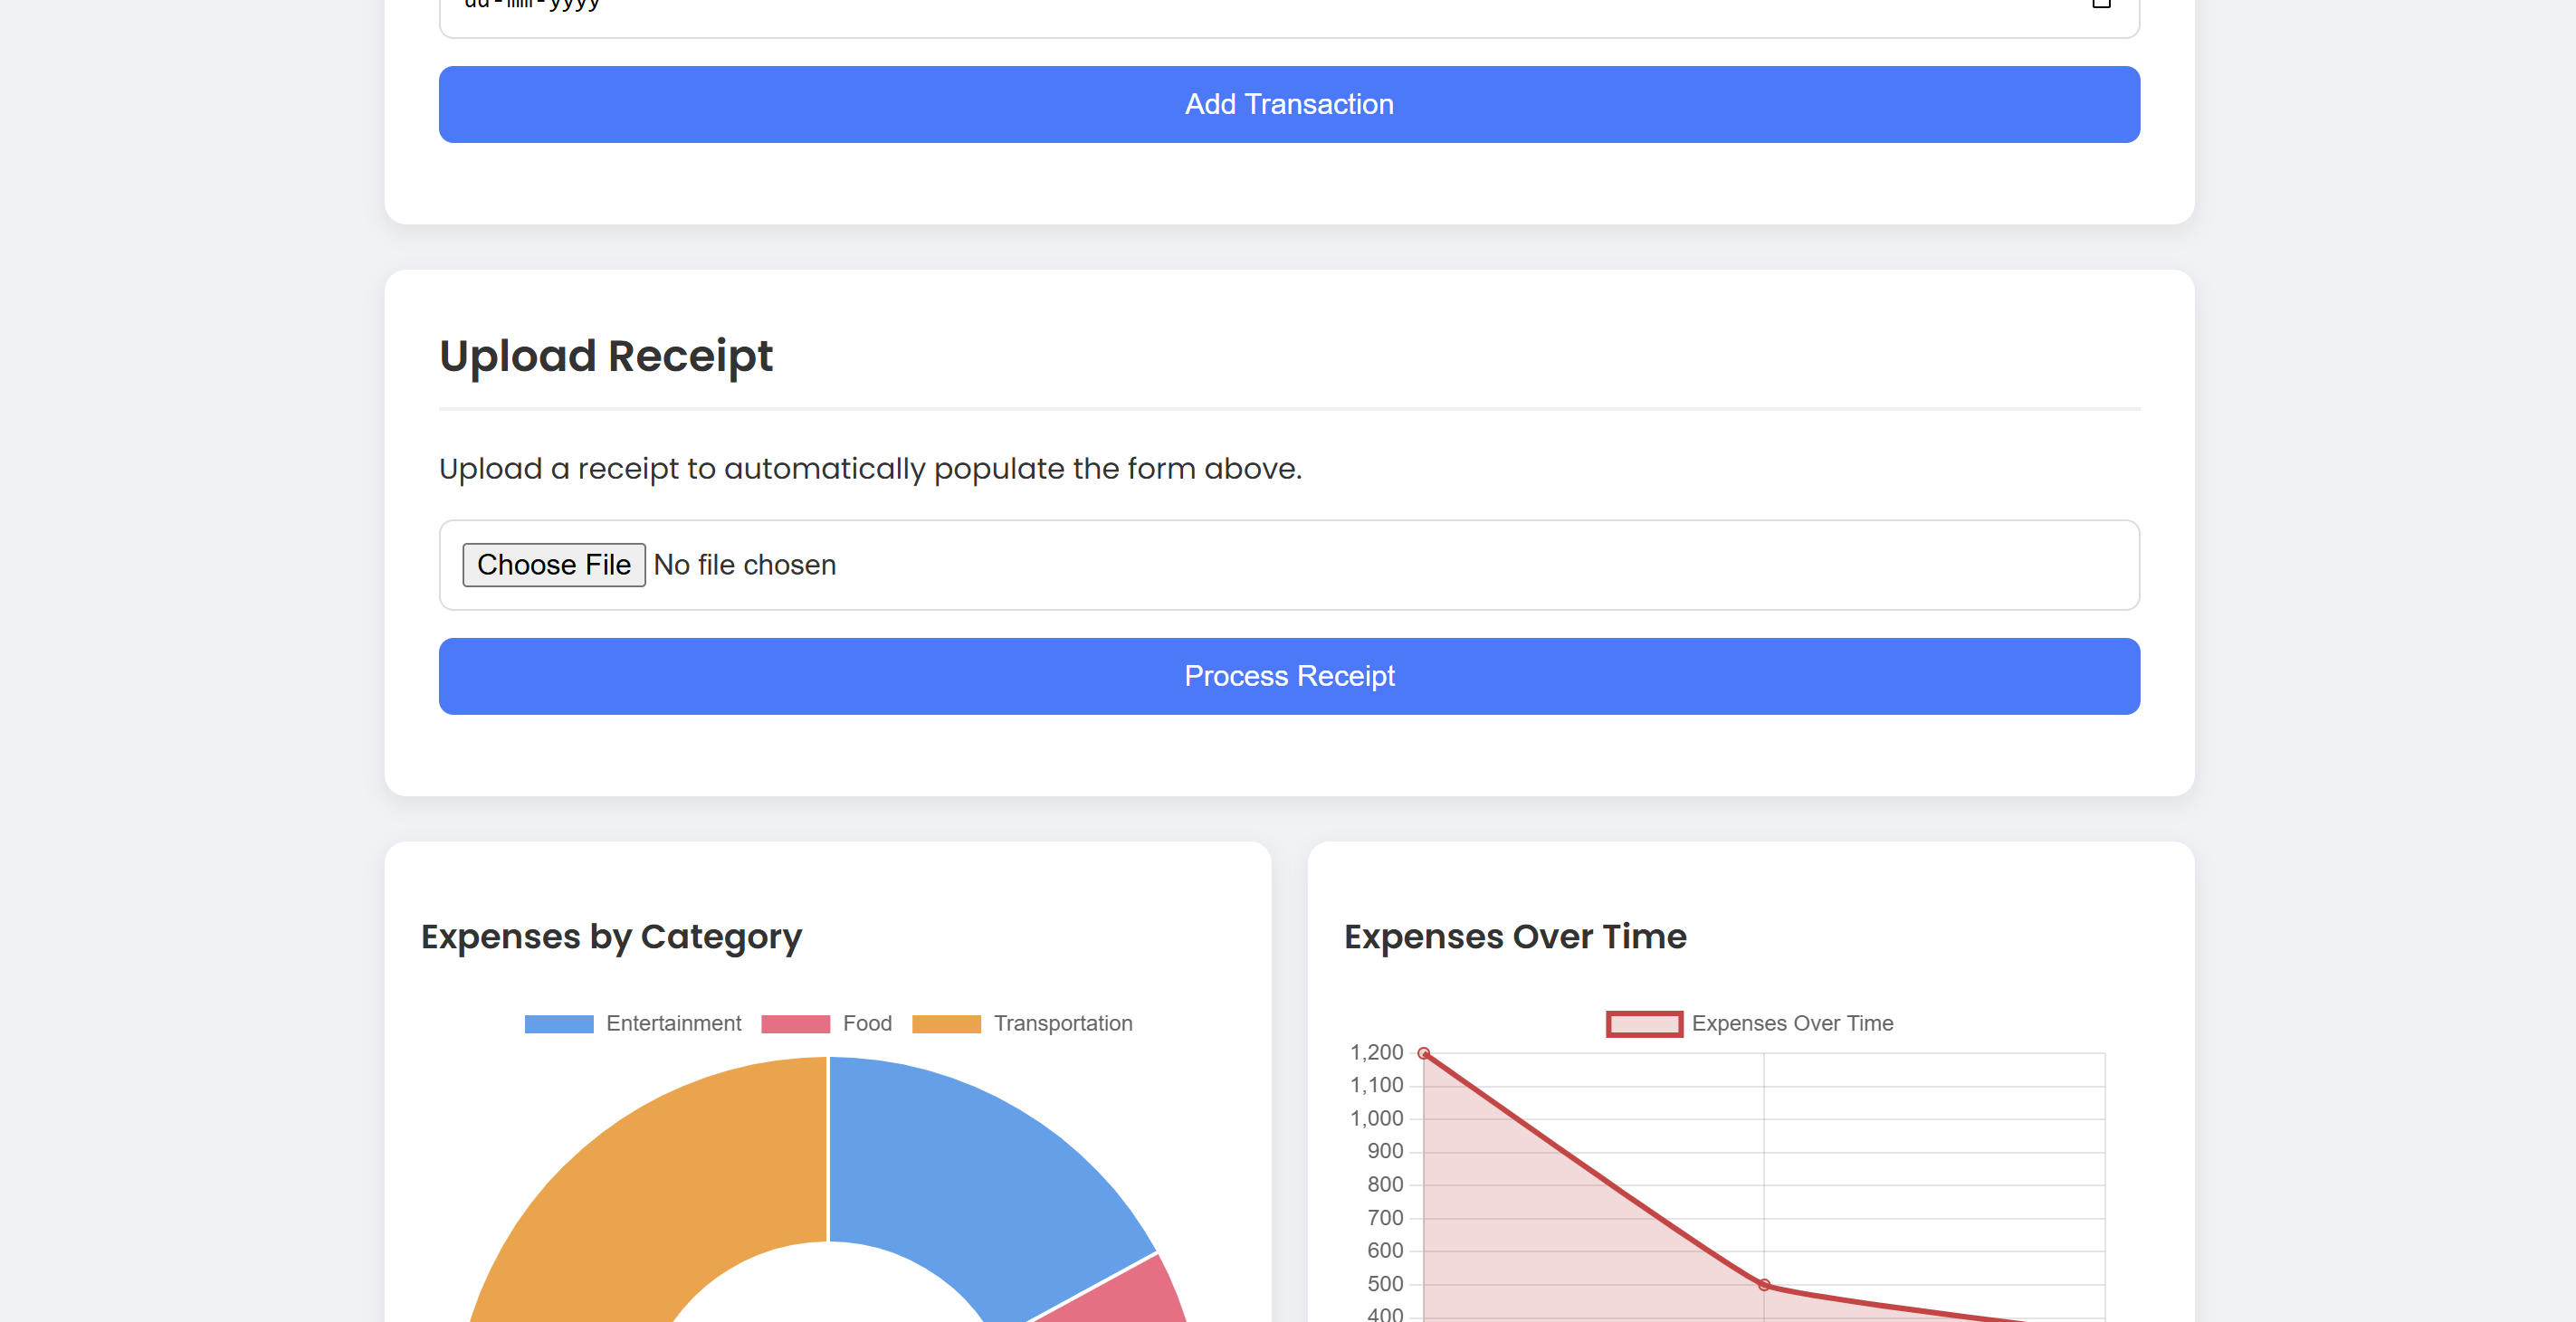 dd-mm-yyyy
Add Transaction
Upload Receipt
Upload a receipt to automatically populate the form above.
Choose File No file chosen
Process Receipt
Expenses by Category
Entertainment Food Transportation
Expenses Over Time
Expenses Over Time
1,200
1,100
1,000
900
800
700
600
500
400